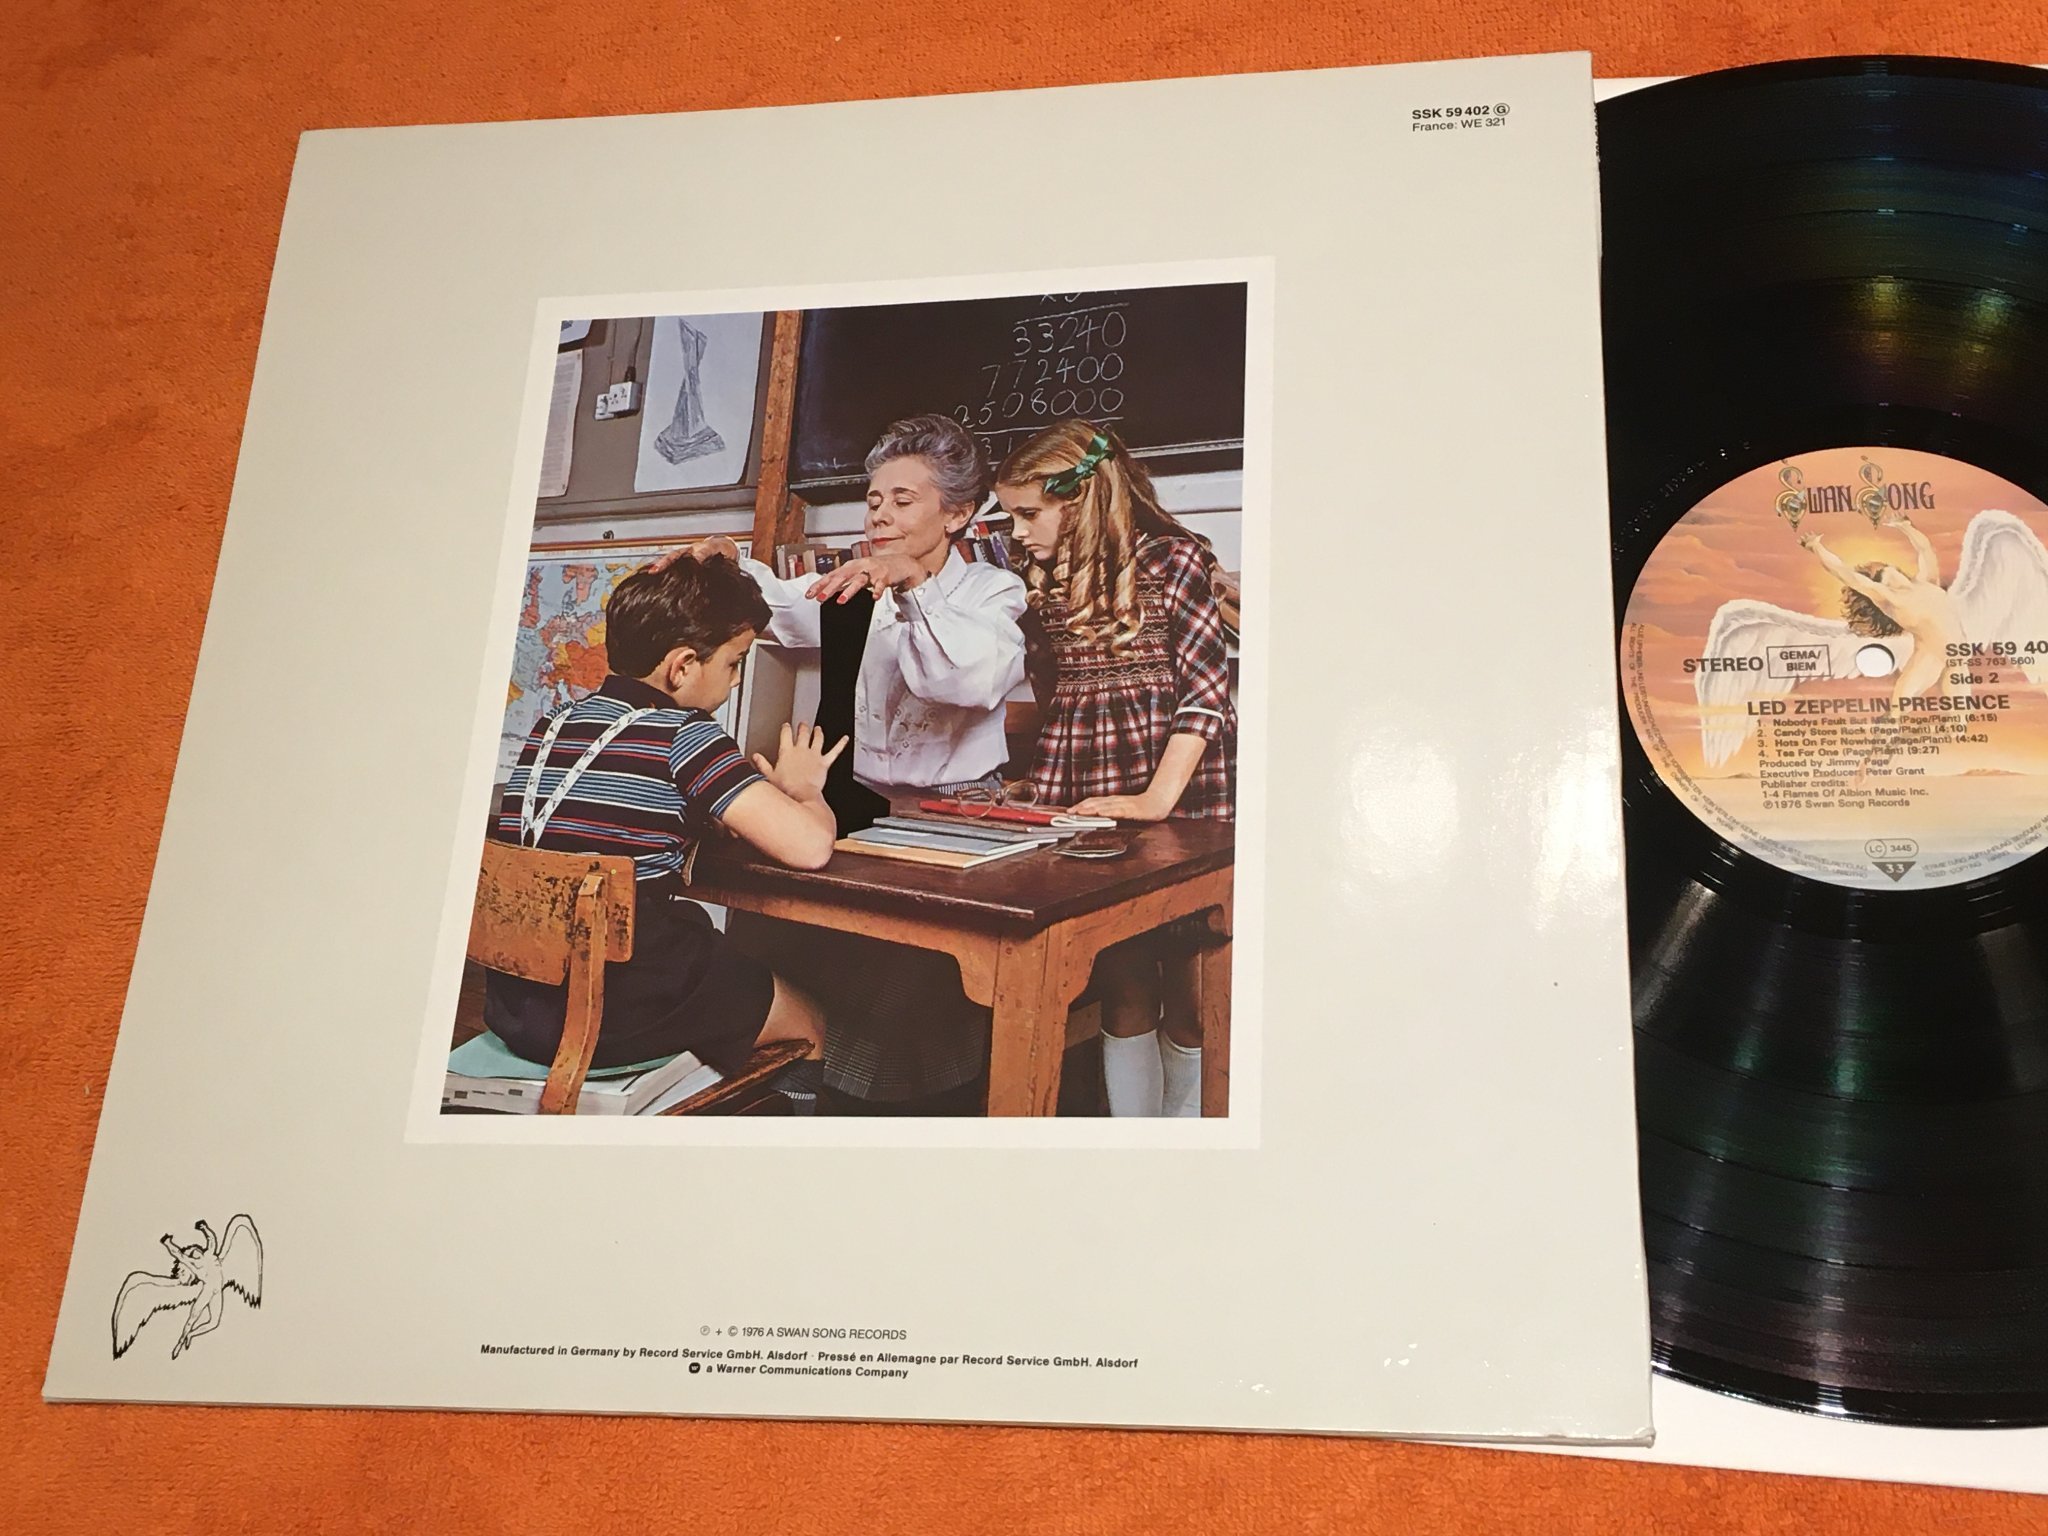 SSK 59 402 G
France: WE 321
33240
772400
2508000
SWAN SONG
STEREO
GEMA/
BIEM
SSK 59 40
(ST-SS 763 560)
Side 2
LED ZEPPELIN-PRESENCE
1. Nobodys Fault But Mine (Page/Plant) (6:15)
2. Candy Store Rock (Page/Plant) (4:10)
3. Hots On For Nowhere (Page/Plant) (4:42)
4. Tea For One (Page/Plant) (9:27)
Produced by Jimmy Page
Executive Producer: Peter Grant
Publisher credits:
1-4 Flames Of Albion Music Inc.
℗ 1976 Swan Song Records
LC 3445
33
℗ + © 1976 A SWAN SONG RECORDS
Manufactured in Germany by Record Service GmbH. Alsdorf · Pressé en Allemagne par Record Service GmbH. Alsdorf
w a Warner Communications Company